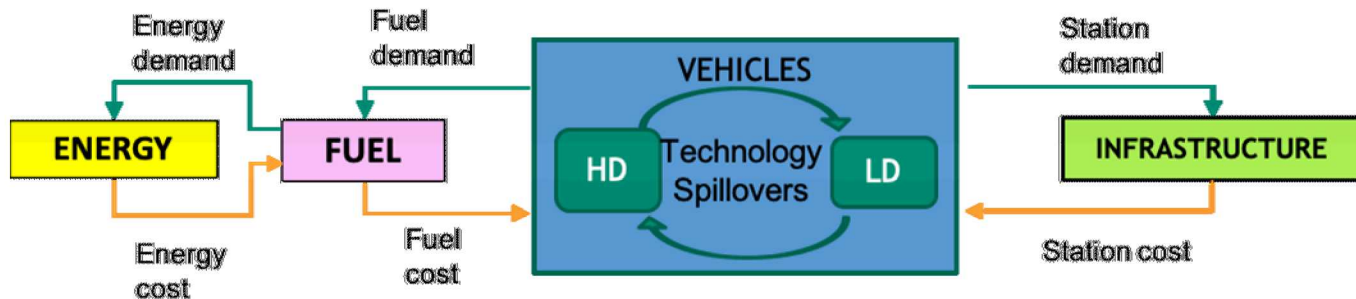 Energy
demand
Fuel
demand
Station
demand
VEHICLES
ENERGY
FUEL
HD
Technology
Spillovers
LD
INFRASTRUCTURE
Energy
cost
Fuel
cost
Station cost